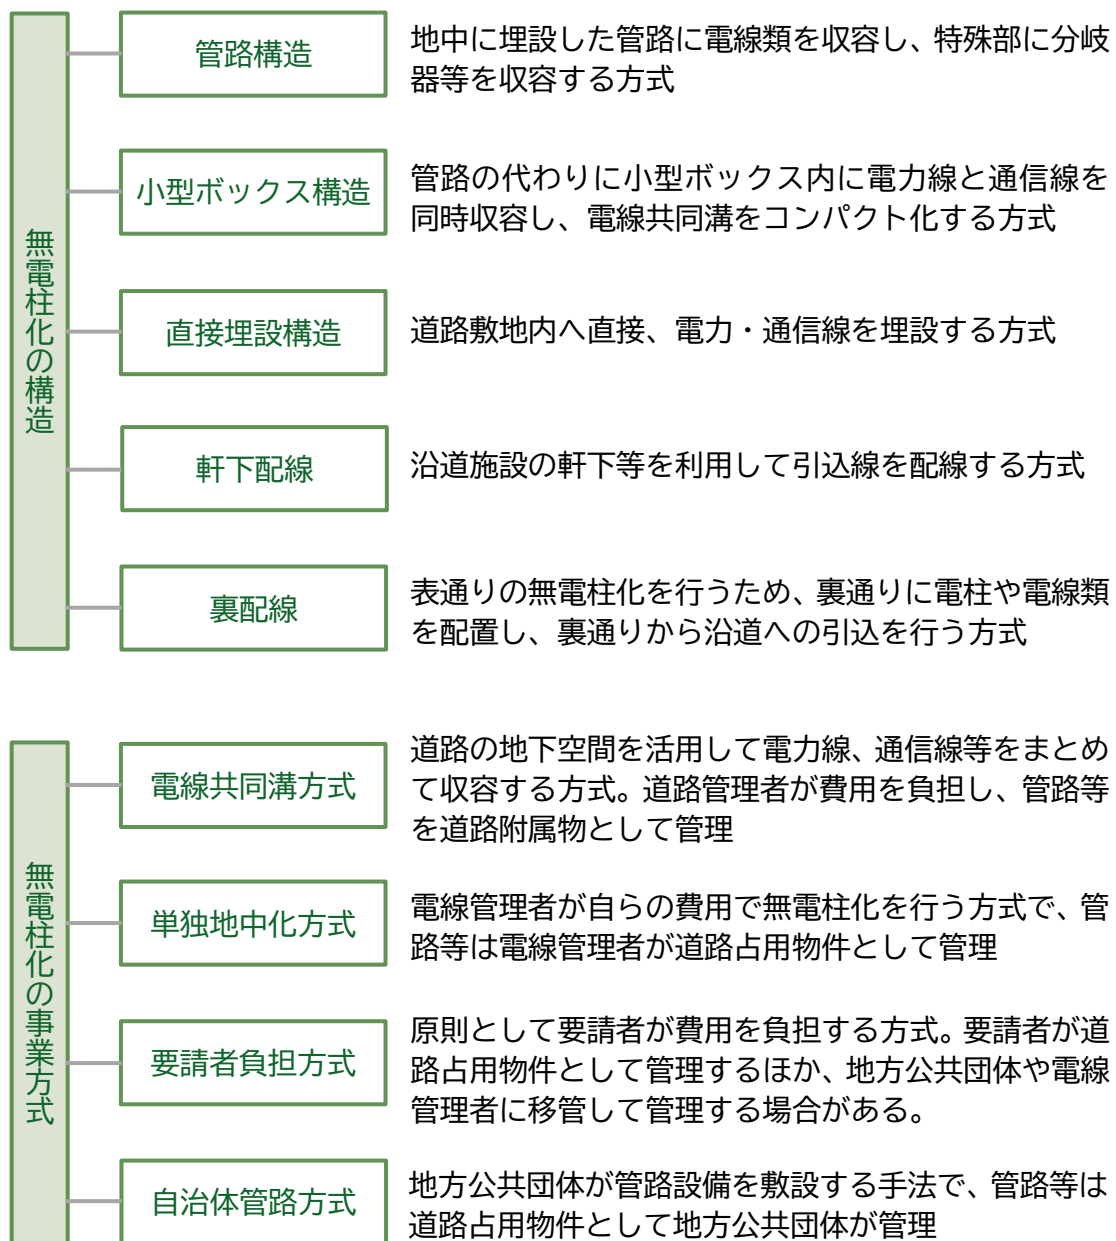 無電柱化の構造
管路構造
地中に埋設した管路に電線類を収容し、特殊部に分岐
器等を収容する方式
小型ボックス構造
管路の代わりに小型ボックス内に電力線と通信線を
同時収容し、電線共同溝をコンパクト化する方式
直接埋設構造
道路敷地内へ直接、電力・通信線を埋設する方式
軒下配線
沿道施設の軒下等を利用して引込線を配線する方式
裏配線
表通りの無電柱化を行うため、裏通りに電柱や電線類
を配置し、裏通りから沿道への引込を行う方式
無電柱化の事業方式
電線共同溝方式
道路の地下空間を活用して電力線、通信線等をまとめ
て収容する方式。道路管理者が費用を負担し、管路等
を道路附属物として管理
単独地中化方式
電線管理者が自らの費用で無電柱化を行う方式で、管
路等は電線管理者が道路占用物件として管理
要請者負担方式
原則として要請者が費用を負担する方式。要請者が道
路占用物件として管理するほか、地方公共団体や電線
管理者に移管して管理する場合がある。
自治体管路方式
地方公共団体が管路設備を敷設する手法で、管路等は
道路占用物件として地方公共団体が管理